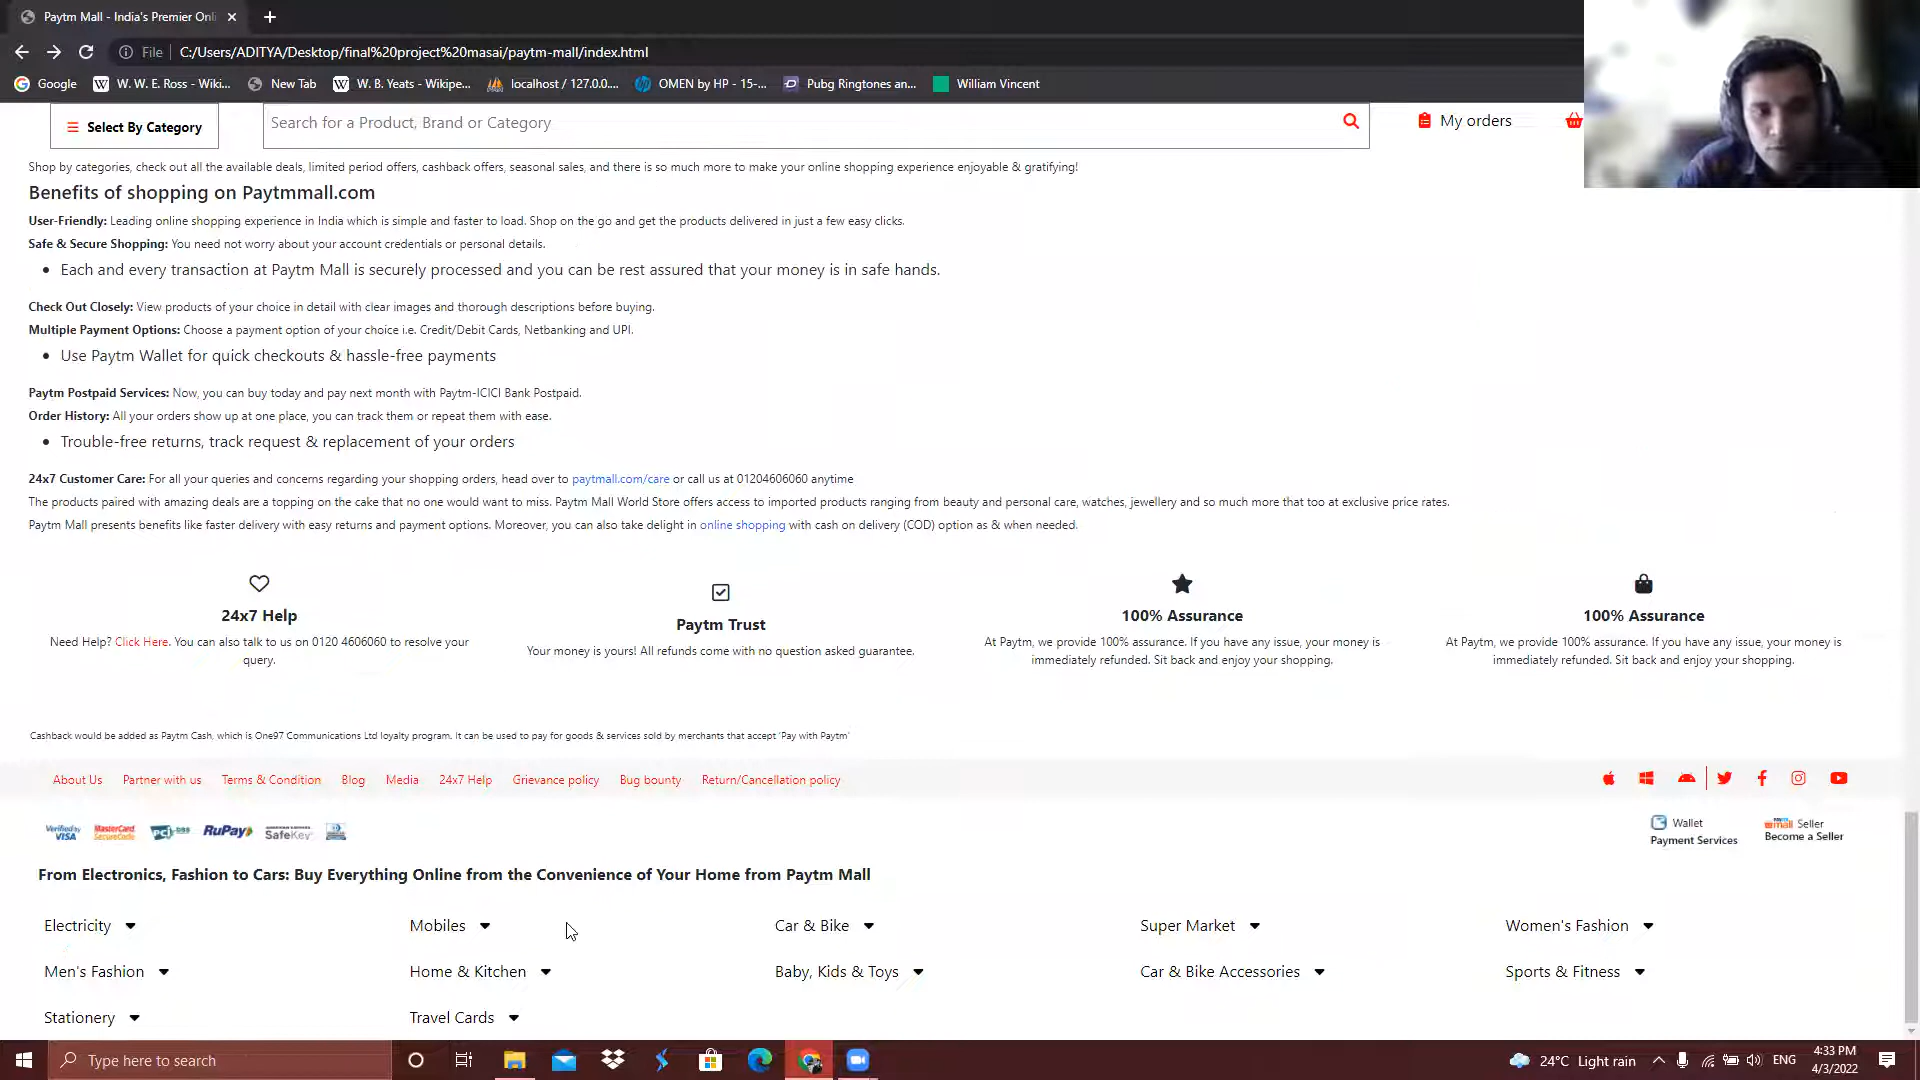 Paytm Mall - India's Premier Onli
File C:/Users/ADITYA/Desktop/final%20project%20masai/paytm-mall/index.html
Google W. W. E. Ross - Wiki... New Tab W. B. Yeats - Wikipe... localhost / 127.0.0.... OMEN by HP - 15-... Pubg Ringtones an... William Vincent
Select By Category Search for a Product, Brand or Category My orders
Shop by categories, check out all the available deals, limited period offers, cashback offers, seasonal sales, and there is so much more to make your online shopping experience enjoyable & gratifying!
Benefits of shopping on Paytmmall.com
User-Friendly: Leading online shopping experience in India which is simple and faster to load. Shop on the go and get the products delivered in just a few easy clicks.
Safe & Secure Shopping: You need not worry about your account credentials or personal details.
• Each and every transaction at Paytm Mall is securely processed and you can be rest assured that your money is in safe hands.
Check Out Closely: View products of your choice in detail with clear images and thorough descriptions before buying.
Multiple Payment Options: Choose a payment option of your choice i.e. Credit/Debit Cards, Netbanking and UPI.
• Use Paytm Wallet for quick checkouts & hassle-free payments
Paytm Postpaid Services: Now, you can buy today and pay next month with Paytm-ICICI Bank Postpaid.
Order History: All your orders show up at one place, you can track them or repeat them with ease.
• Trouble-free returns, track request & replacement of your orders
24x7 Customer Care: For all your queries and concerns regarding your shopping orders, head over to paytmall.com/care or call us at 01204606060 anytime
The products paired with amazing deals are a topping on the cake that no one would want to miss. Paytm Mall World Store offers access to imported products ranging from beauty and personal care, watches, jewellery and so much more that too at exclusive price rates.
Paytm Mall presents benefits like faster delivery with easy returns and payment options. Moreover, you can also take delight in online shopping with cash on delivery (COD) option as & when needed.
24x7 Help
Need Help? Click Here. You can also talk to us on 0120 4606060 to resolve your
query.
Paytm Trust
Your money is yours! All refunds come with no question asked guarantee.
100% Assurance
At Paytm, we provide 100% assurance. If you have any issue, your money is
immediately refunded. Sit back and enjoy your shopping.
100% Assurance
At Paytm, we provide 100% assurance. If you have any issue, your money is
immediately refunded. Sit back and enjoy your shopping.
Cashback would be added as Paytm Cash, which is One97 Communications Ltd loyalty program. It can be used to pay for goods & services sold by merchants that accept 'Pay with Paytm'
About Us Partner with us Terms & Condition Blog Media 24x7 Help Grievance policy Bug bounty Return/Cancellation policy
Verified by VISA MasterCard SecureCode PCI DSS RuPay SafeKey
Wallet
Payment Services
mall Seller
Become a Seller
From Electronics, Fashion to Cars: Buy Everything Online from the Convenience of Your Home from Paytm Mall
Electricity Mobiles Car & Bike Super Market Women's Fashion
Men's Fashion Home & Kitchen Baby, Kids & Toys Car & Bike Accessories Sports & Fitness
Stationery Travel Cards
Type here to search 24°C Light rain ENG 4:33 PM
4/3/2022